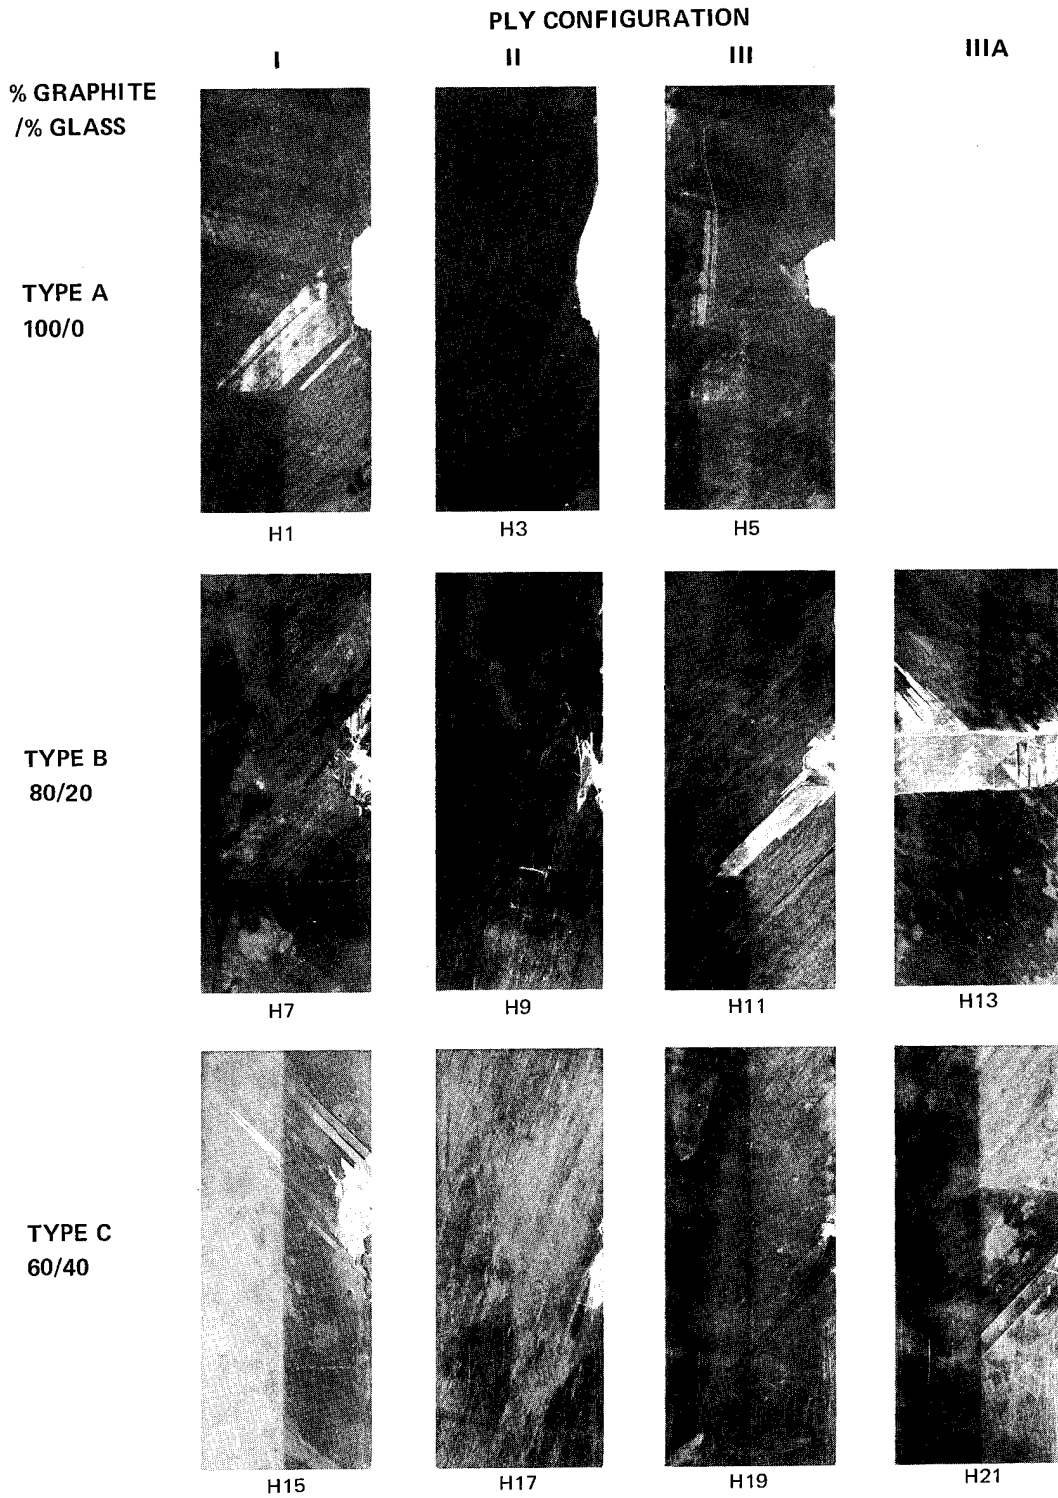 PLY CONFIGURATION
I II III IIIA
% GRAPHITE
/% GLASS
TYPE A
100/0
H1 H3 H5
TYPE B
80/20
H7 H9 H11 H13
TYPE C
60/40
H15 H17 H19 H21